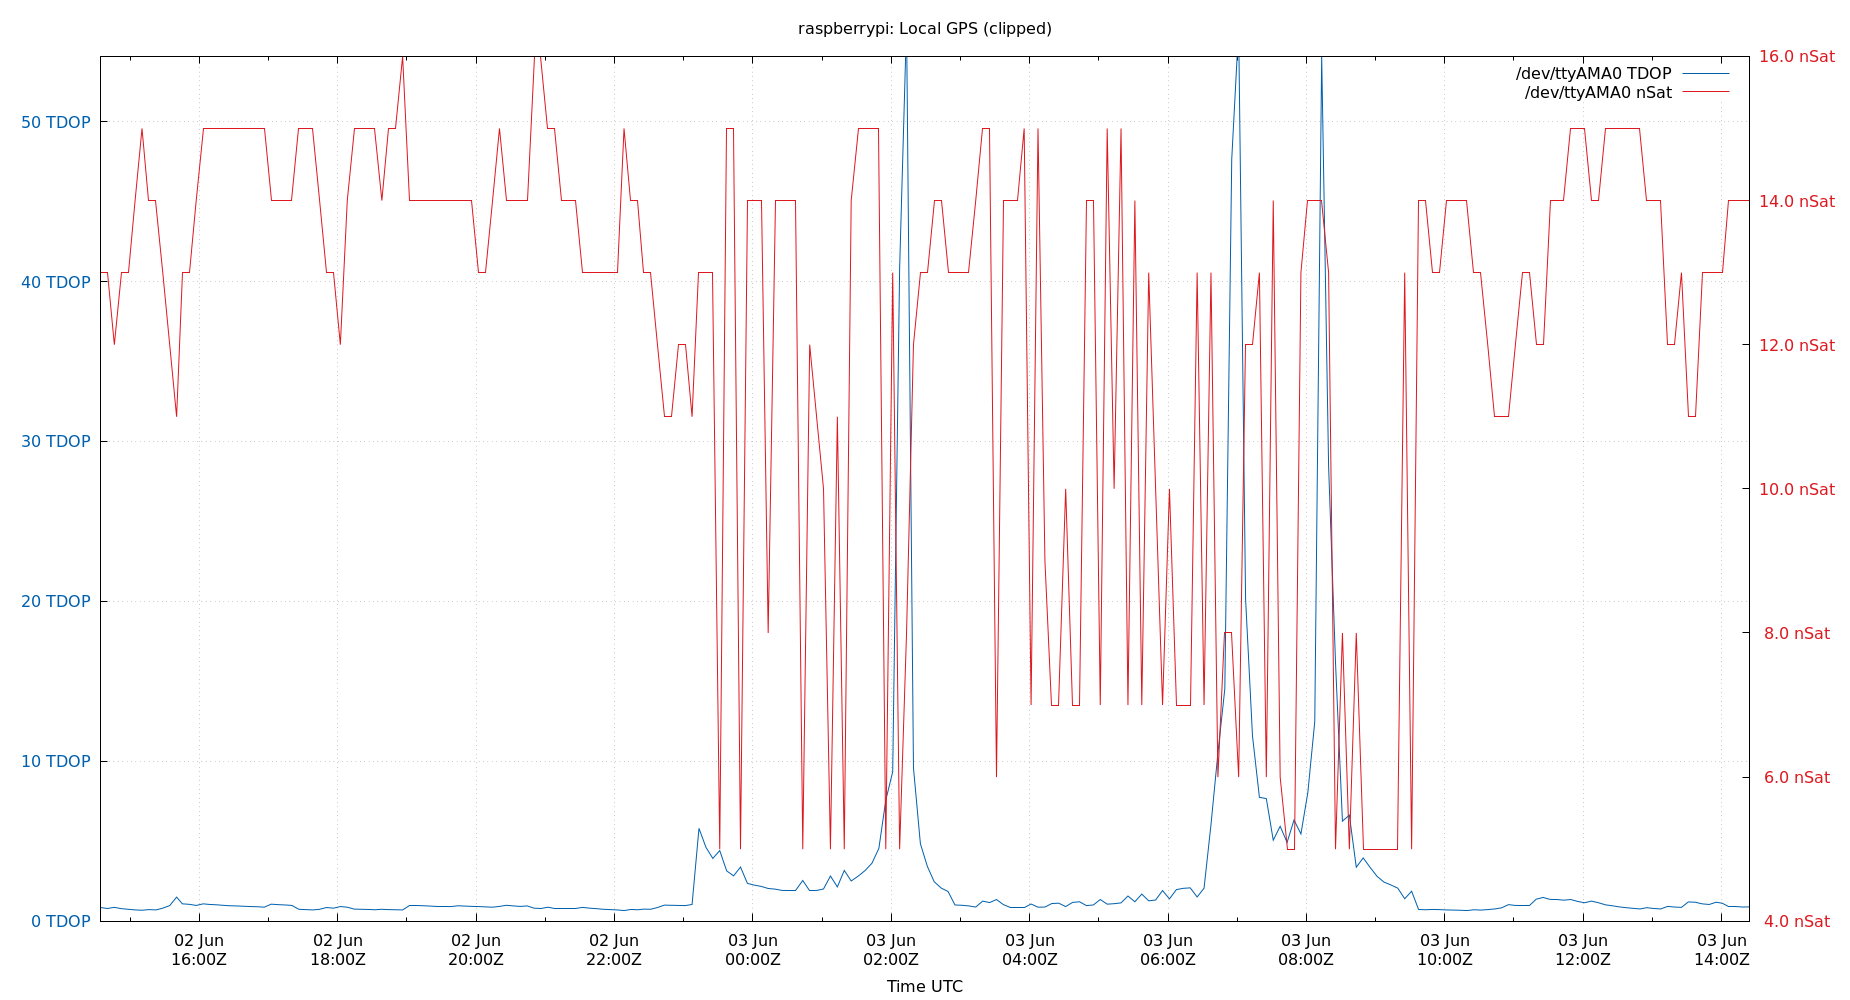 raspberrypi: Local GPS (clipped)
16.0 nSat
/dev/ttyAMA0 TDOP
/dev/ttyAMA0 nSat
50 TDOP
14.0 nSat
40 TDOP
12.0 nSat
30 TDOP
10.0 nSat
20 TDOP
8.0 nSat
10 TDOP
6.0 nSat
0 TDOP
4.0 nSat
02 Jun 02 Jun 02 Jun 02 Jun 03 Jun 03 Jun 03 Jun 03 Jun 03 Jun 03 Jun 03 Jun 03 Jun
16:00Z 18:00Z 20:00Z 22:00Z 00:00Z 02:00Z 04:00Z 06:00Z 08:00Z 10:00Z 12:00Z 14:00Z
Time UTC